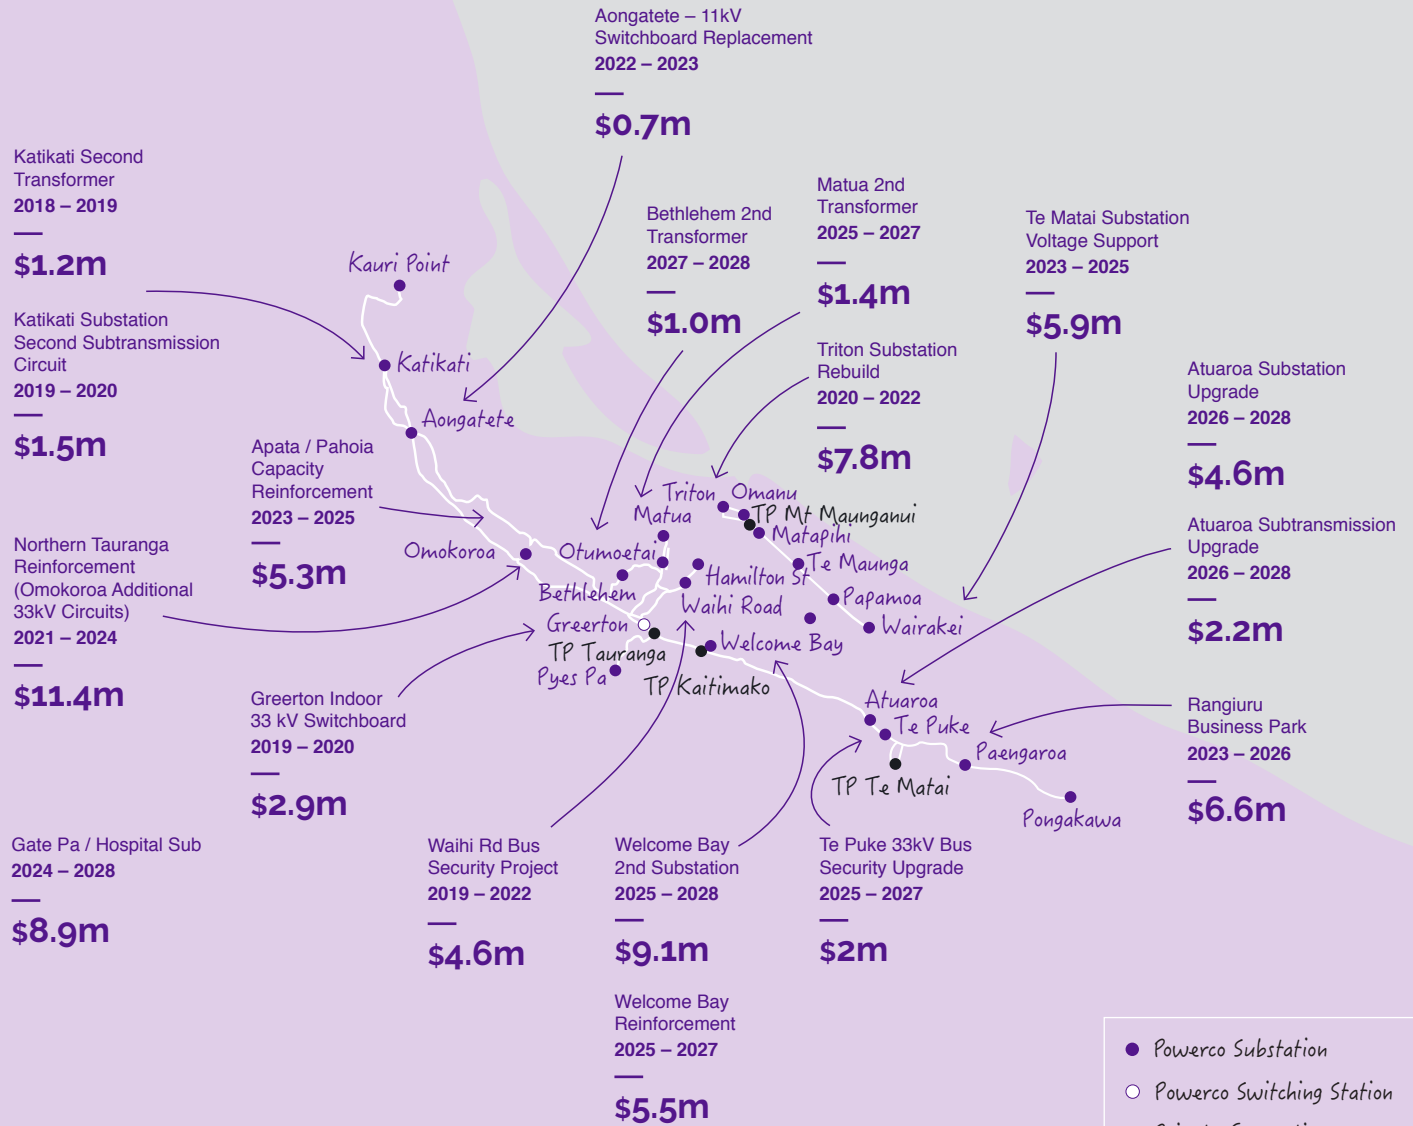 Aongatete – 11kV
Switchboard Replacement
2022 – 2023
$0.7m
Katikati Second
Transformer
2018 – 2019
$1.2m
Katikati Substation
Second Subtransmission
Circuit
2019 – 2020
$1.5m
Apata / Pahoia
Capacity
Reinforcement
2023 – 2025
$5.3m
Northern Tauranga
Reinforcement
(Omokoroa Additional
33kV Circuits)
2021 – 2024
$11.4m
Greerton Indoor
33 kV Switchboard
2019 – 2020
$2.9m
Gate Pa / Hospital Sub
2024 – 2028
$8.9m
Bethlehem 2nd
Transformer
2027 – 2028
$1.0m
Matua 2nd
Transformer
2025 – 2027
$1.4m
Triton Substation
Rebuild
2020 – 2022
$7.8m
Te Matai Substation
Voltage Support
2023 – 2025
$5.9m
Atuaroa Substation
Upgrade
2026 – 2028
$4.6m
Atuaroa Subtransmission
Upgrade
2026 – 2028
$2.2m
Rangiuru
Business Park
2023 – 2026
$6.6m
Kauri Point
Katikati
Aongatete
Omokoroa
Triton
Omanu
TP Mt Maunganui
Matua
Matapihi
Otumoetai
Te Maunga
Hamilton St
Bethlehem
Waihi Road
Papamoa
Greerton
Wairakei
TP Tauranga
Welcome Bay
Pyes Pa
TP Kaitimako
Atuaroa
Te Puke
Paengaroa
TP Te Matai
Pongakawa
Waihi Rd Bus
Security Project
2019 – 2022
$4.6m
Welcome Bay
2nd Substation
2025 – 2028
$9.1m
Te Puke 33kV Bus
Security Upgrade
2025 – 2027
$2m
Welcome Bay
Reinforcement
2025 – 2027
$5.5m
Powerco Substation
Powerco Switching Station